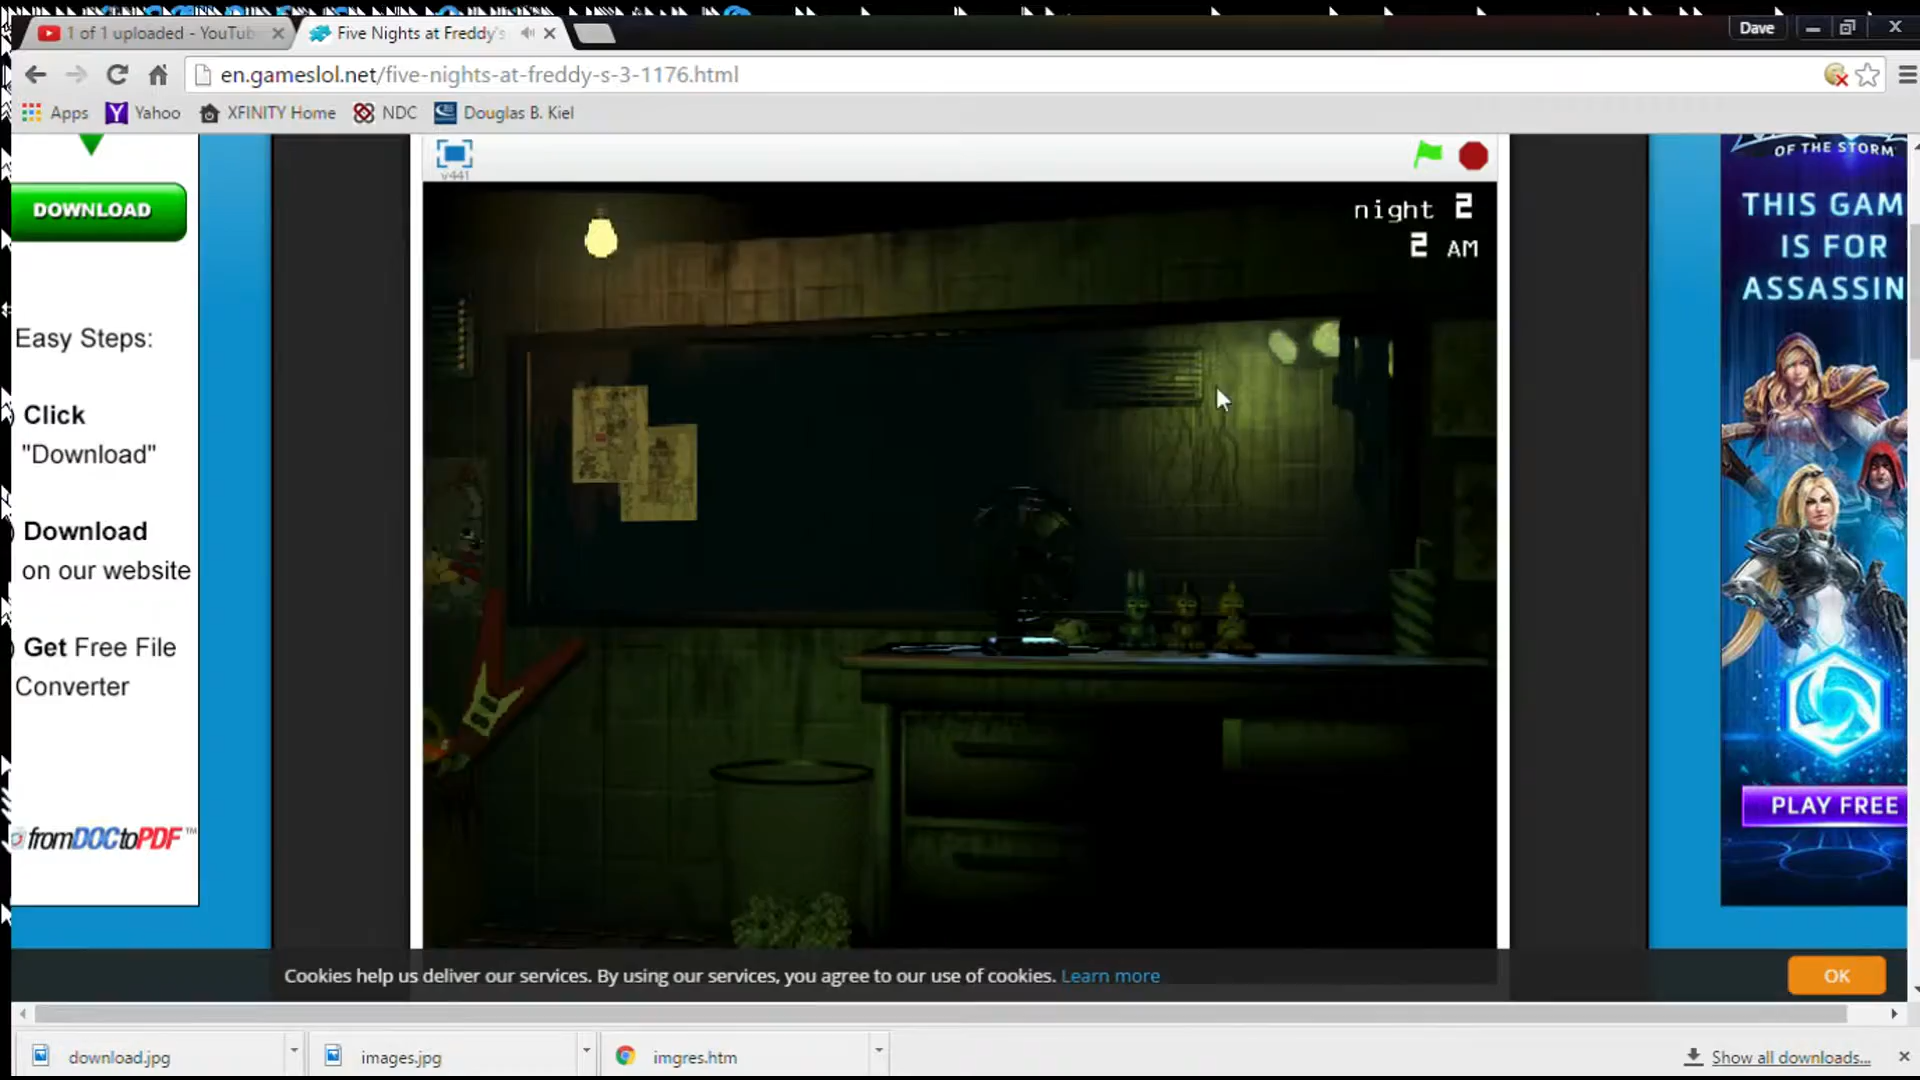 1 of 1 uploaded - YouTub
Five Nights at Freddy's
Dave
en.gameslol.net/five-nights-at-freddy-s-3-1176.html
Apps
Yahoo
XFINITY Home
NDC
Douglas B. Kiel
v441
night 2
2 AM
DOWNLOAD
Easy Steps:
Click
"Download"
Download
on our website
Get Free File
Converter
fromDOCtoPDF™
OF THE STORM
THIS GAM
IS FOR
ASSASSIN
PLAY FREE
Cookies help us deliver our services. By using our services, you agree to our use of cookies. Learn more
OK
download.jpg
images.jpg
imgres.htm
Show all downloads...